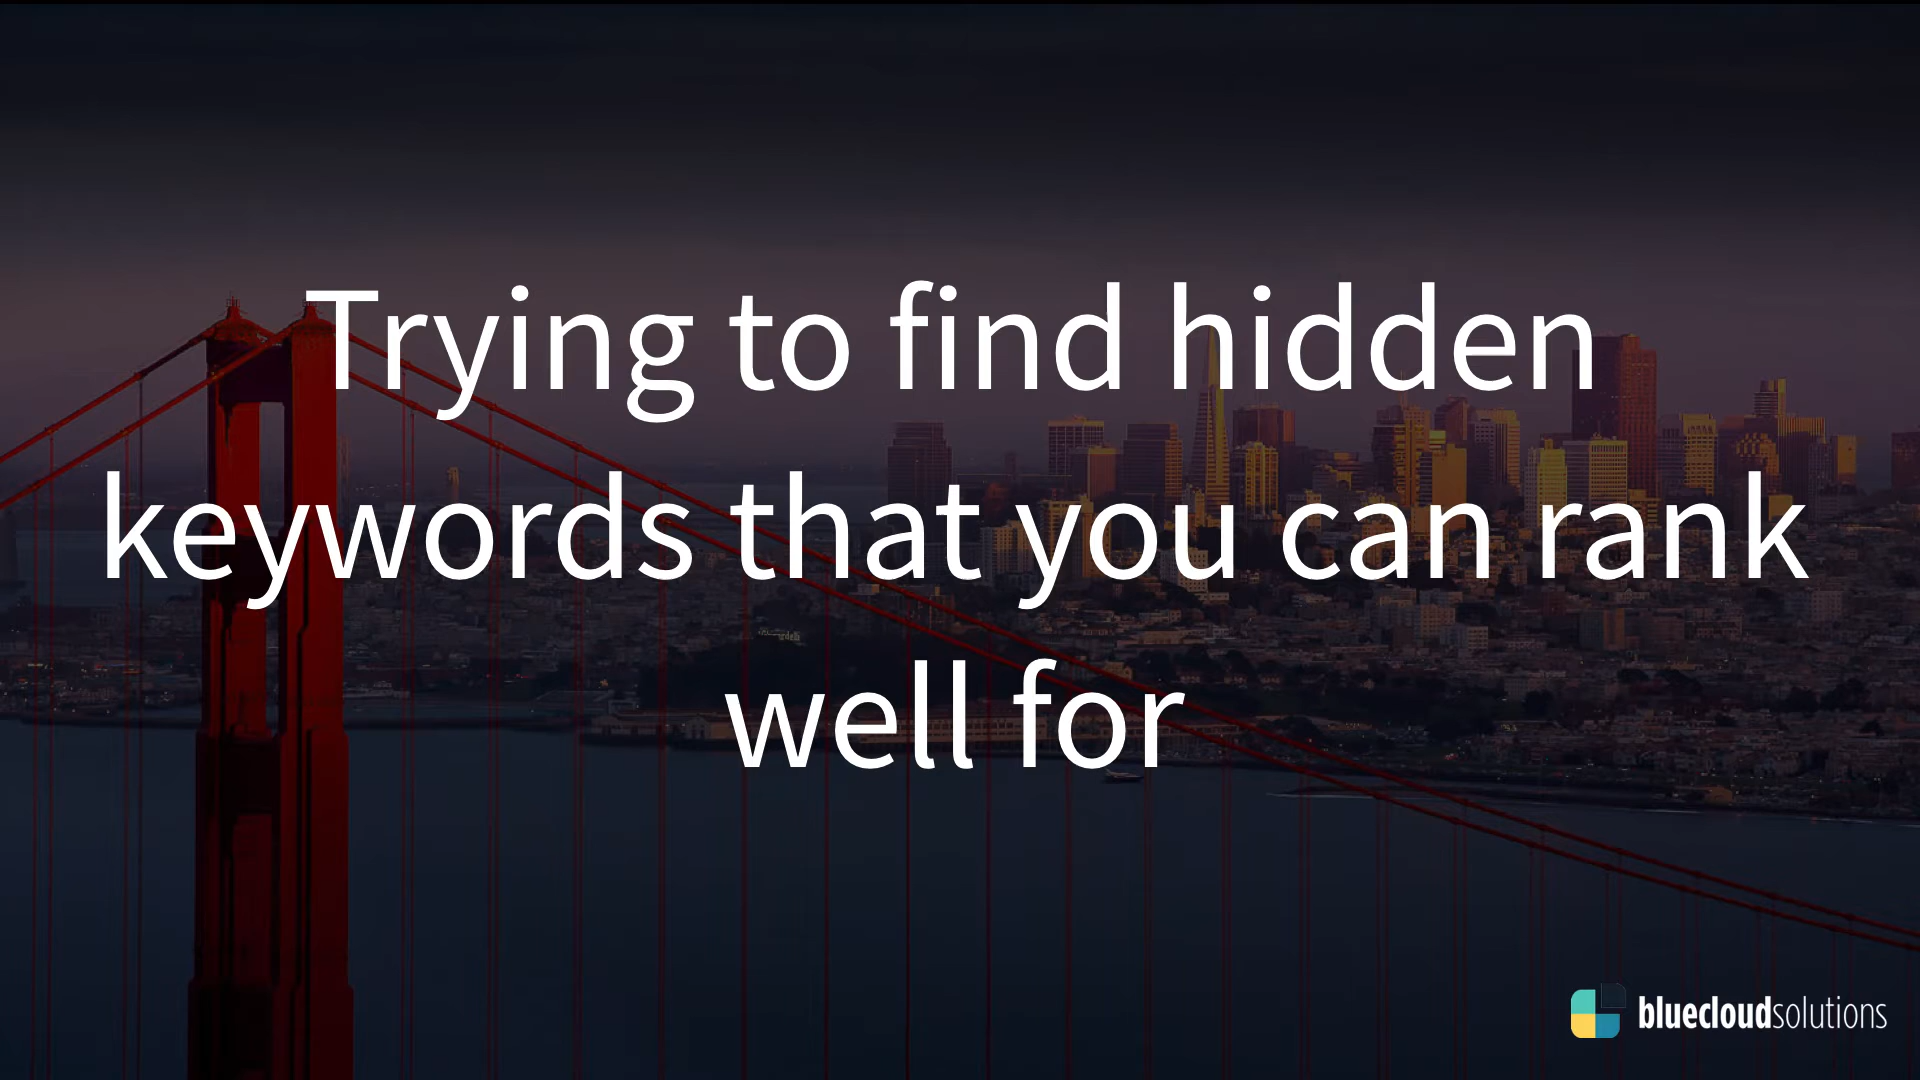 Trying to find hidden
keywords that you can rank
well for
bluecloudsolutions